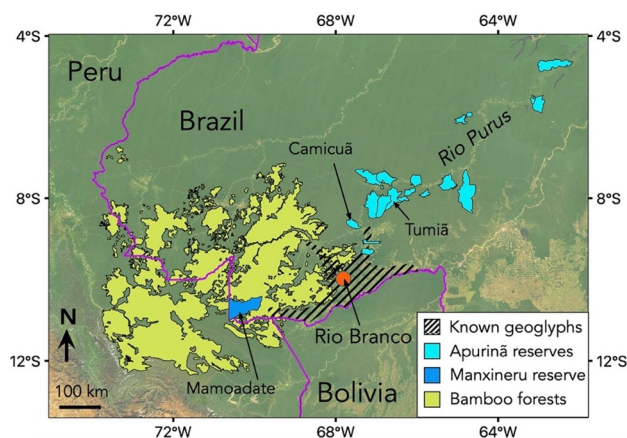 72°W 68°W 64°W
4°S 4°S
Peru
Brazil
Camicuã
Rio Purus
8°S 8°S
Tumiã
N
Rio Branco
Known geoglyphs
Apurinã reserves
Manxineru reserve
Bamboo forests
12°S 12°S
Mamoadate
Bolivia
100 km
72°W 68°W 64°W